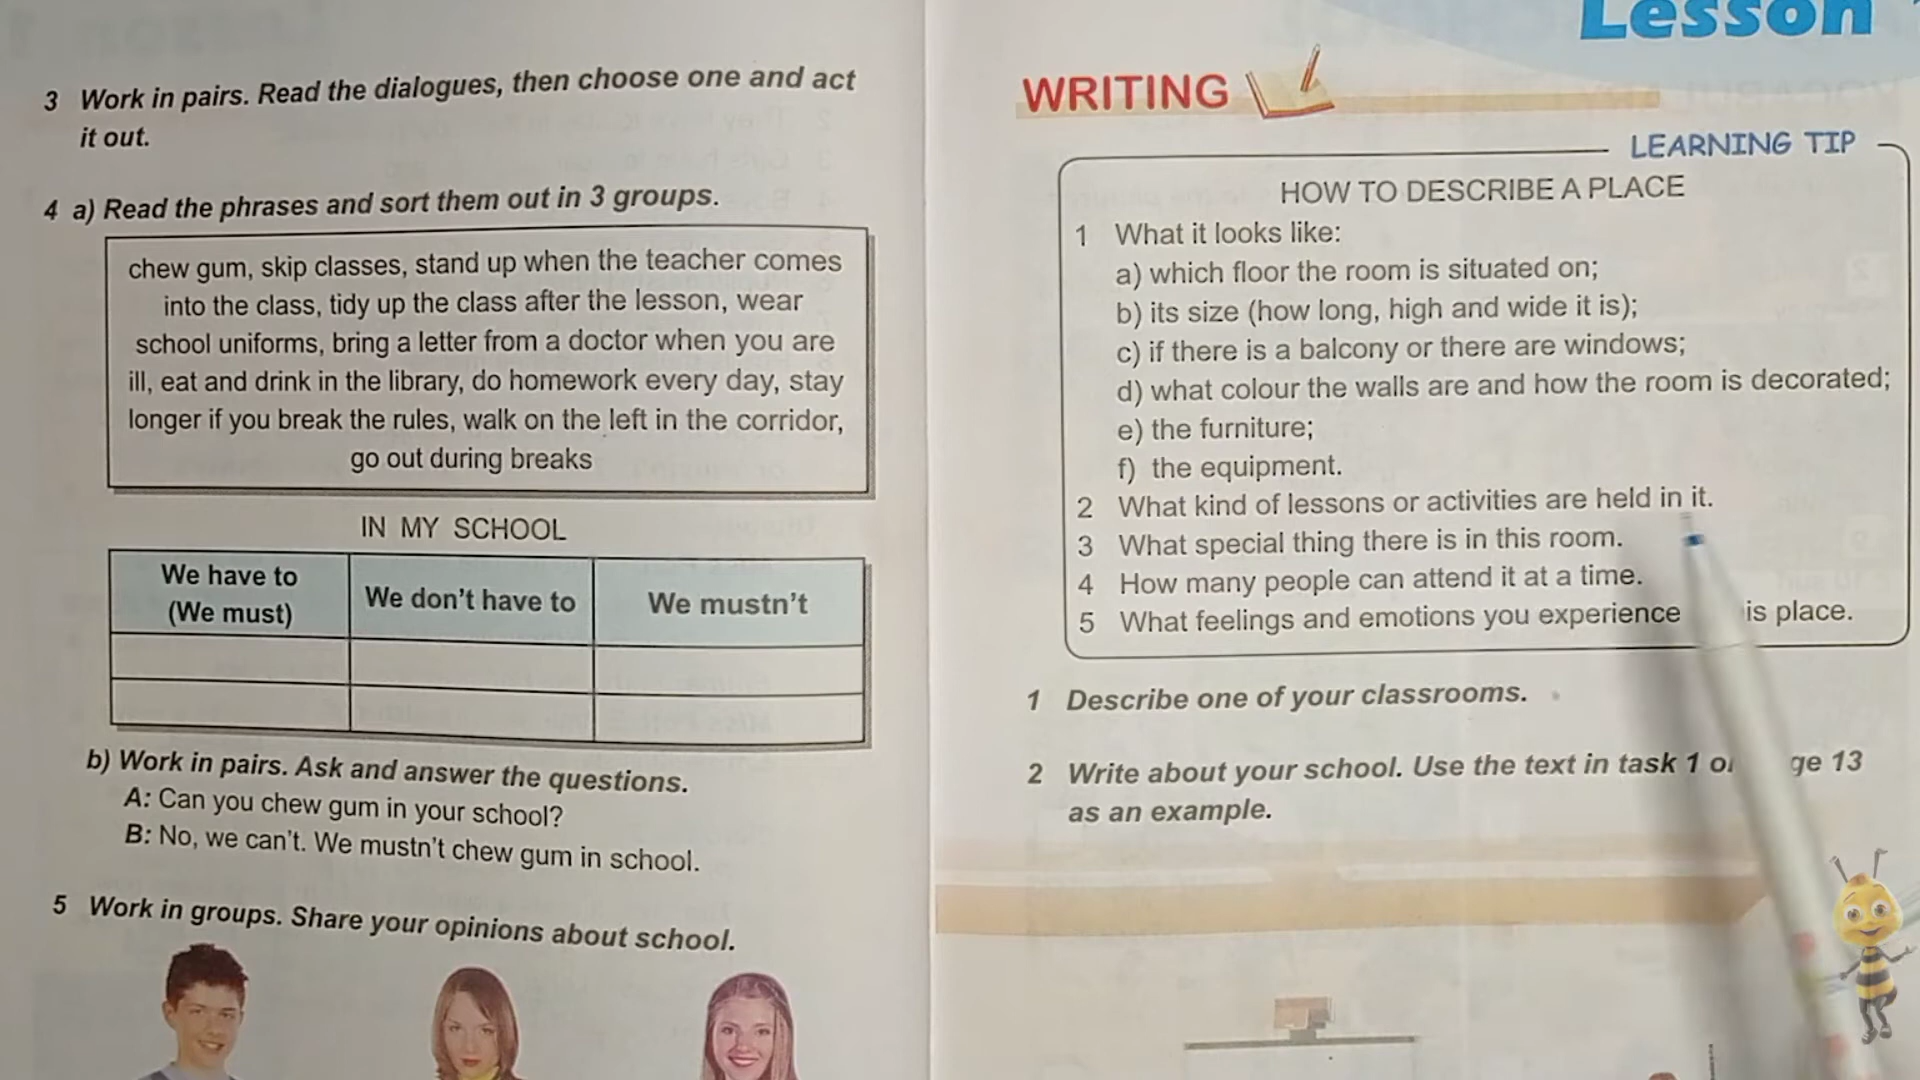 3 Work in pairs. Read the dialogues, then choose one and act
it out.
4 a) Read the phrases and sort them out in 3 groups.
chew gum, skip classes, stand up when the teacher comes
into the class, tidy up the class after the lesson, wear
school uniforms, bring a letter from a doctor when you are
ill, eat and drink in the library, do homework every day, stay
longer if you break the rules, walk on the left in the corridor,
go out during breaks
IN MY SCHOOL
We have to
(We must)
We don't have to
We mustn't
b) Work in pairs. Ask and answer the questions.
A: Can you chew gum in your school?
B: No, we can't. We mustn't chew gum in school.
5 Work in groups. Share your opinions about school.
Lesson
WRITING
LEARNING TIP
HOW TO DESCRIBE A PLACE
1 What it looks like:
a) which floor the room is situated on;
b) its size (how long, high and wide it is);
c) if there is a balcony or there are windows;
d) what colour the walls are and how the room is decorated;
e) the furniture;
f) the equipment.
2 What kind of lessons or activities are held in it.
3 What special thing there is in this room.
4 How many people can attend it at a time.
5 What feelings and emotions you experience place.
1 Describe one of your classrooms.
2 Write about your school. Use the text in task 1 13
as an example.